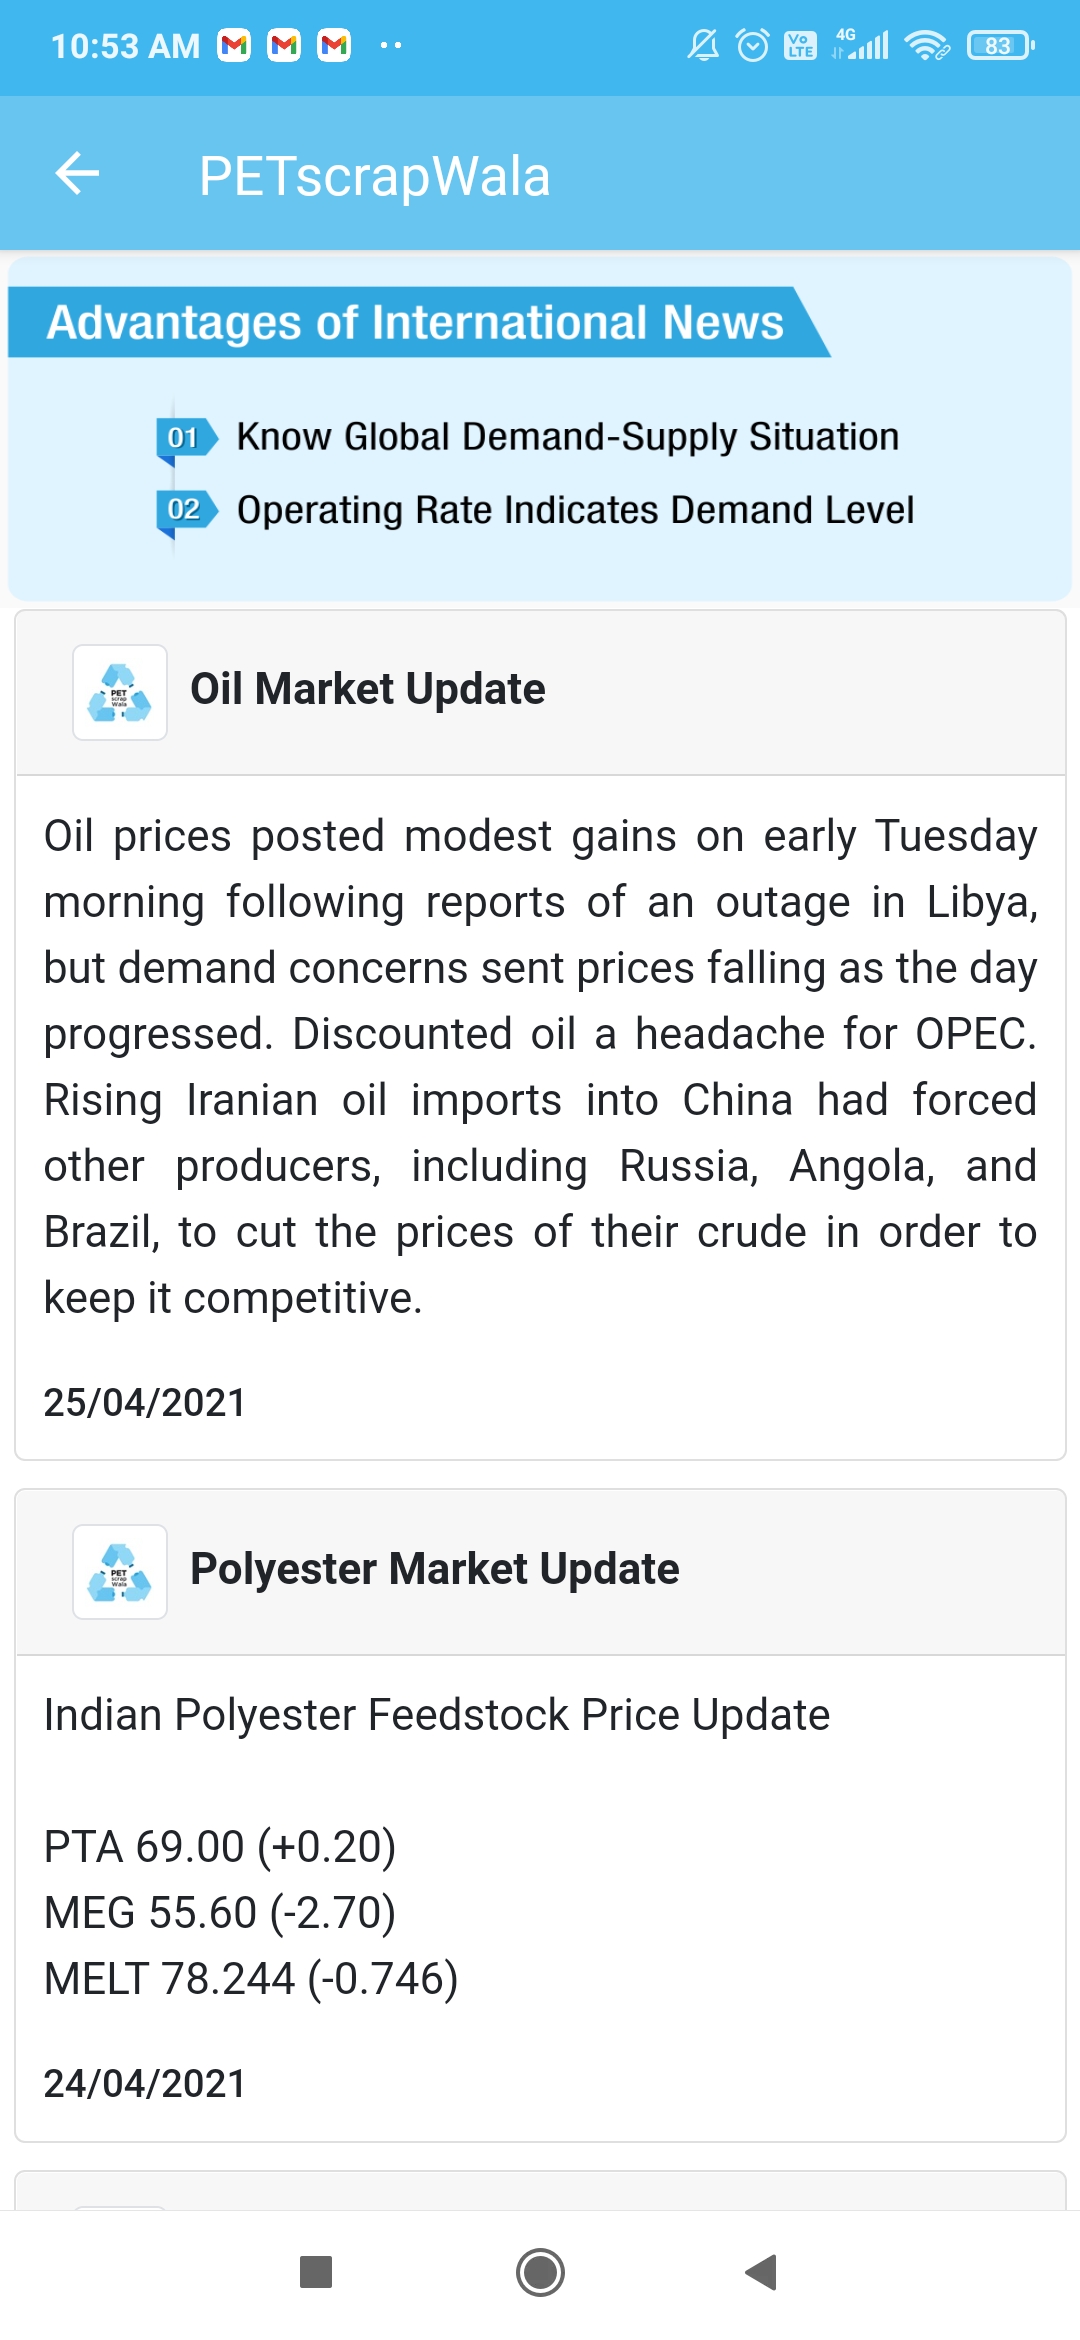 10:53 AM
Vo LTE
4G
83
PETscrapWala
Advantages of International News
01 Know Global Demand-Supply Situation
02 Operating Rate Indicates Demand Level
PET
scrap
Wala
Oil Market Update
Oil prices posted modest gains on early Tuesday
morning following reports of an outage in Libya,
but demand concerns sent prices falling as the day
progressed. Discounted oil a headache for OPEC.
Rising Iranian oil imports into China had forced
other producers, including Russia, Angola, and
Brazil, to cut the prices of their crude in order to
keep it competitive.
25/04/2021
PET
scrap
Wala
Polyester Market Update
Indian Polyester Feedstock Price Update
PTA 69.00 (+0.20)
MEG 55.60 (-2.70)
MELT 78.244 (-0.746)
24/04/2021